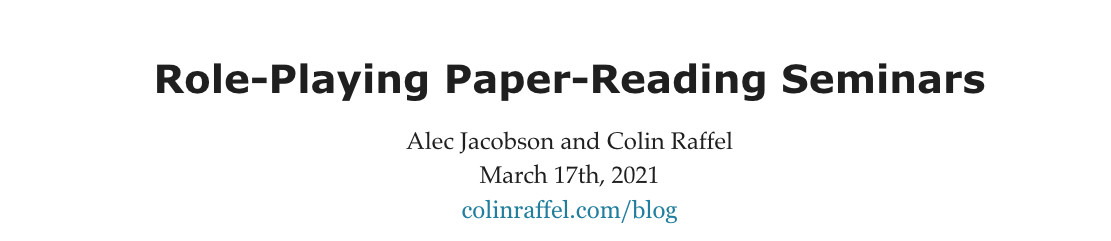 Role-Playing Paper-Reading Seminars
Alec Jacobson and Colin Raffel
March 17th, 2021
colinraffel.com/blog